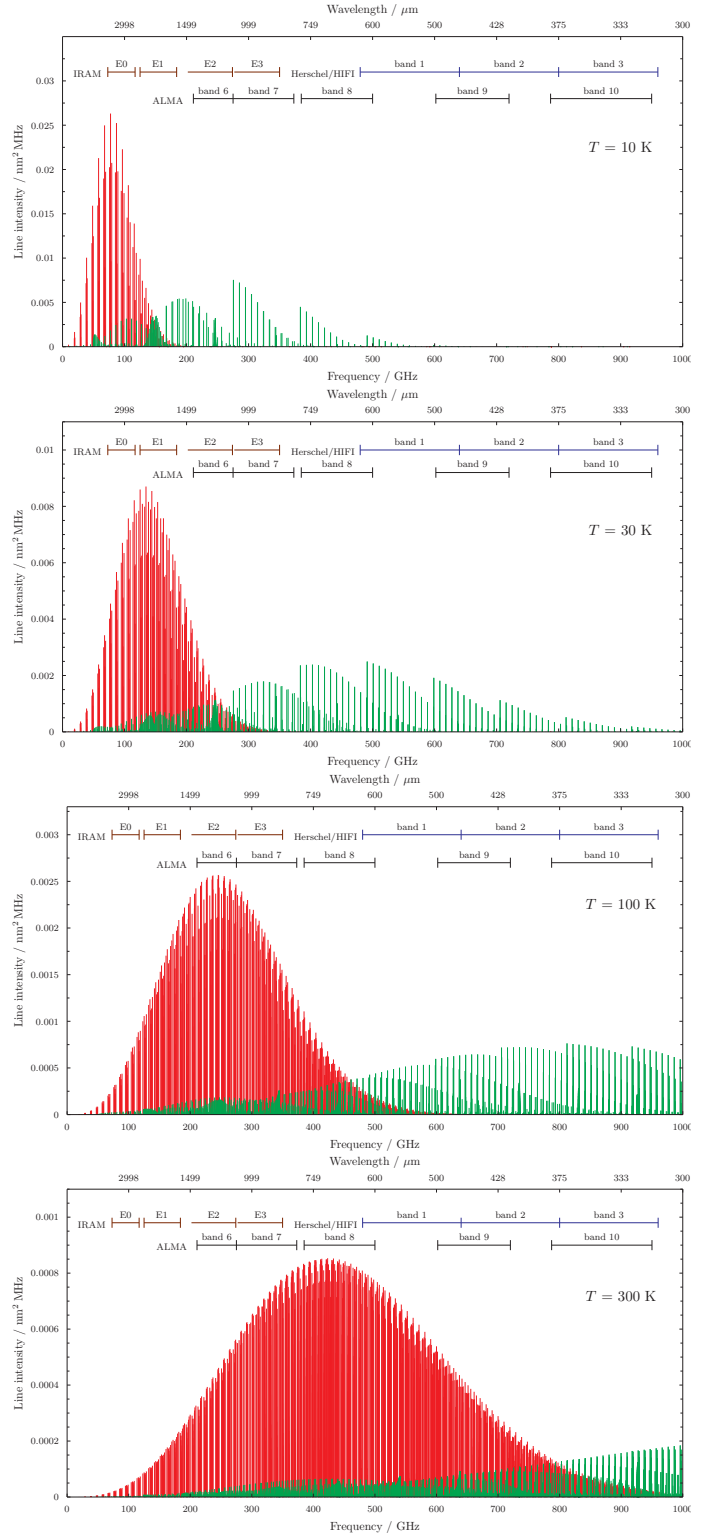 Wavelength / μm
2998 1499 999 749 600 500 428 375 333 300
E0 E1 E2 E3 band 1 band 2 band 3
IRAM Herschel/HIFI
band 6 band 7 band 8 band 9 band 10
ALMA
T = 10 K
Line intensity / nm² MHz
0.03
0.025
0.02
0.015
0.01
0.005
0
0 100 200 300 400 500 600 700 800 900 1000
Frequency / GHz
Wavelength / μm
2998 1499 999 749 600 500 428 375 333 300
E0 E1 E2 E3 band 1 band 2 band 3
IRAM Herschel/HIFI
band 6 band 7 band 8 band 9 band 10
ALMA
T = 30 K
Line intensity / nm² MHz
0.01
0.008
0.006
0.004
0.002
0
0 100 200 300 400 500 600 700 800 900 1000
Frequency / GHz
Wavelength / μm
2998 1499 999 749 600 500 428 375 333 300
E0 E1 E2 E3 band 1 band 2 band 3
IRAM Herschel/HIFI
band 6 band 7 band 8 band 9 band 10
ALMA
T = 100 K
Line intensity / nm² MHz
0.003
0.0025
0.002
0.0015
0.001
0.0005
0
0 100 200 300 400 500 600 700 800 900 1000
Frequency / GHz
Wavelength / μm
2998 1499 999 749 600 500 428 375 333 300
E0 E1 E2 E3 band 1 band 2 band 3
IRAM Herschel/HIFI
band 6 band 7 band 8 band 9 band 10
ALMA
T = 300 K
Line intensity / nm² MHz
0.001
0.0008
0.0006
0.0004
0.0002
0
0 100 200 300 400 500 600 700 800 900 1000
Frequency / GHz